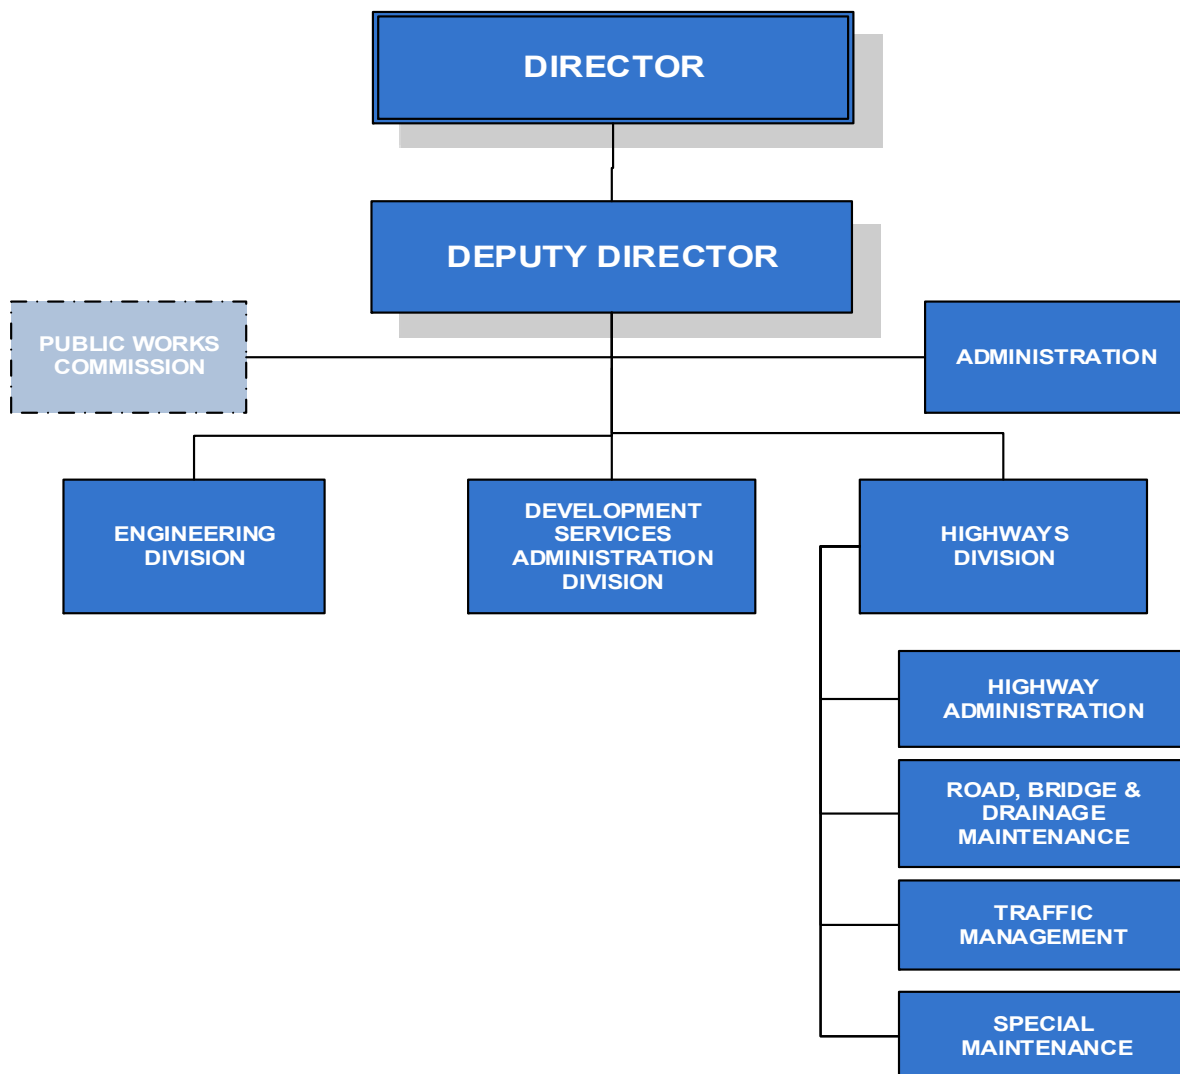 DIRECTOR
DEPUTY DIRECTOR
PUBLIC WORKS
COMMISSION
ADMINISTRATION
ENGINEERING
DIVISION
DEVELOPMENT
SERVICES
ADMINISTRATION
DIVISION
HIGHWAYS
DIVISION
HIGHWAY
ADMINISTRATION
ROAD, BRIDGE &
DRAINAGE
MAINTENANCE
TRAFFIC
MANAGEMENT
SPECIAL
MAINTENANCE